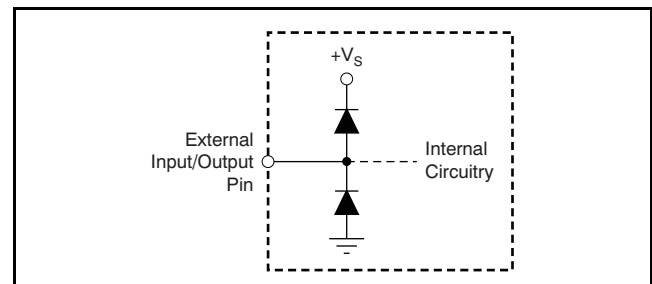 +VS
External
Input/Output
Pin
Internal
Circuitry